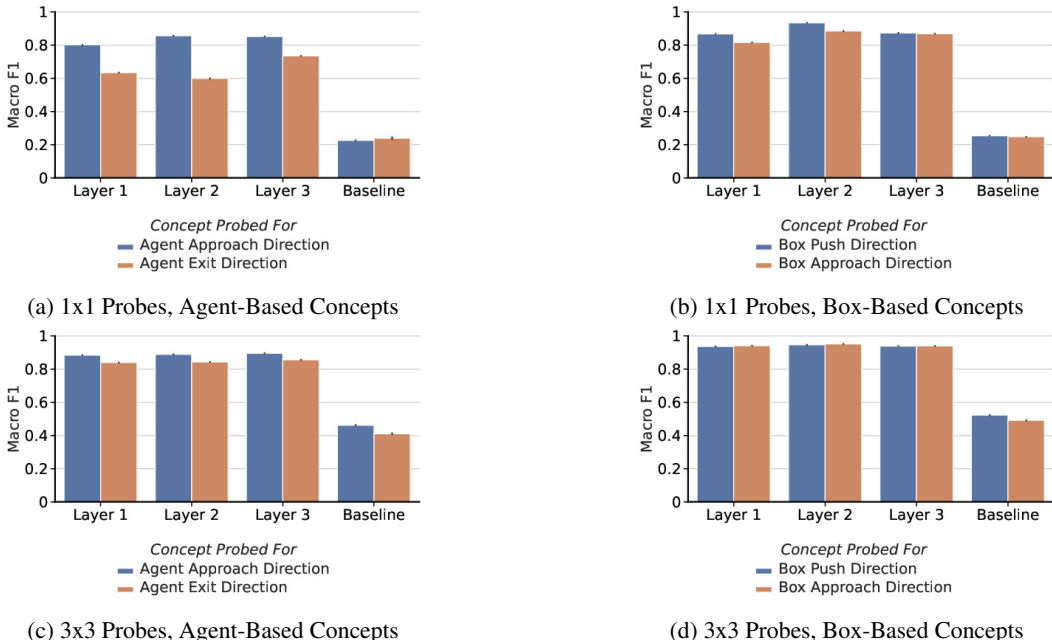 1
0.8
0.6
0.4
0.2
0
Macro F1
Layer 1 Layer 2 Layer 3 Baseline
Concept Probed For
Agent Approach Direction
Agent Exit Direction
(a) 1x1 Probes, Agent-Based Concepts
1
0.8
0.6
0.4
0.2
0
Macro F1
Layer 1 Layer 2 Layer 3 Baseline
Concept Probed For
Box Push Direction
Box Approach Direction
(b) 1x1 Probes, Box-Based Concepts
1
0.8
0.6
0.4
0.2
0
Macro F1
Layer 1 Layer 2 Layer 3 Baseline
Concept Probed For
Agent Approach Direction
Agent Exit Direction
(c) 3x3 Probes, Agent-Based Concepts
1
0.8
0.6
0.4
0.2
0
Macro F1
Layer 1 Layer 2 Layer 3 Baseline
Concept Probed For
Box Push Direction
Box Approach Direction
(d) 3x3 Probes, Box-Based Concepts